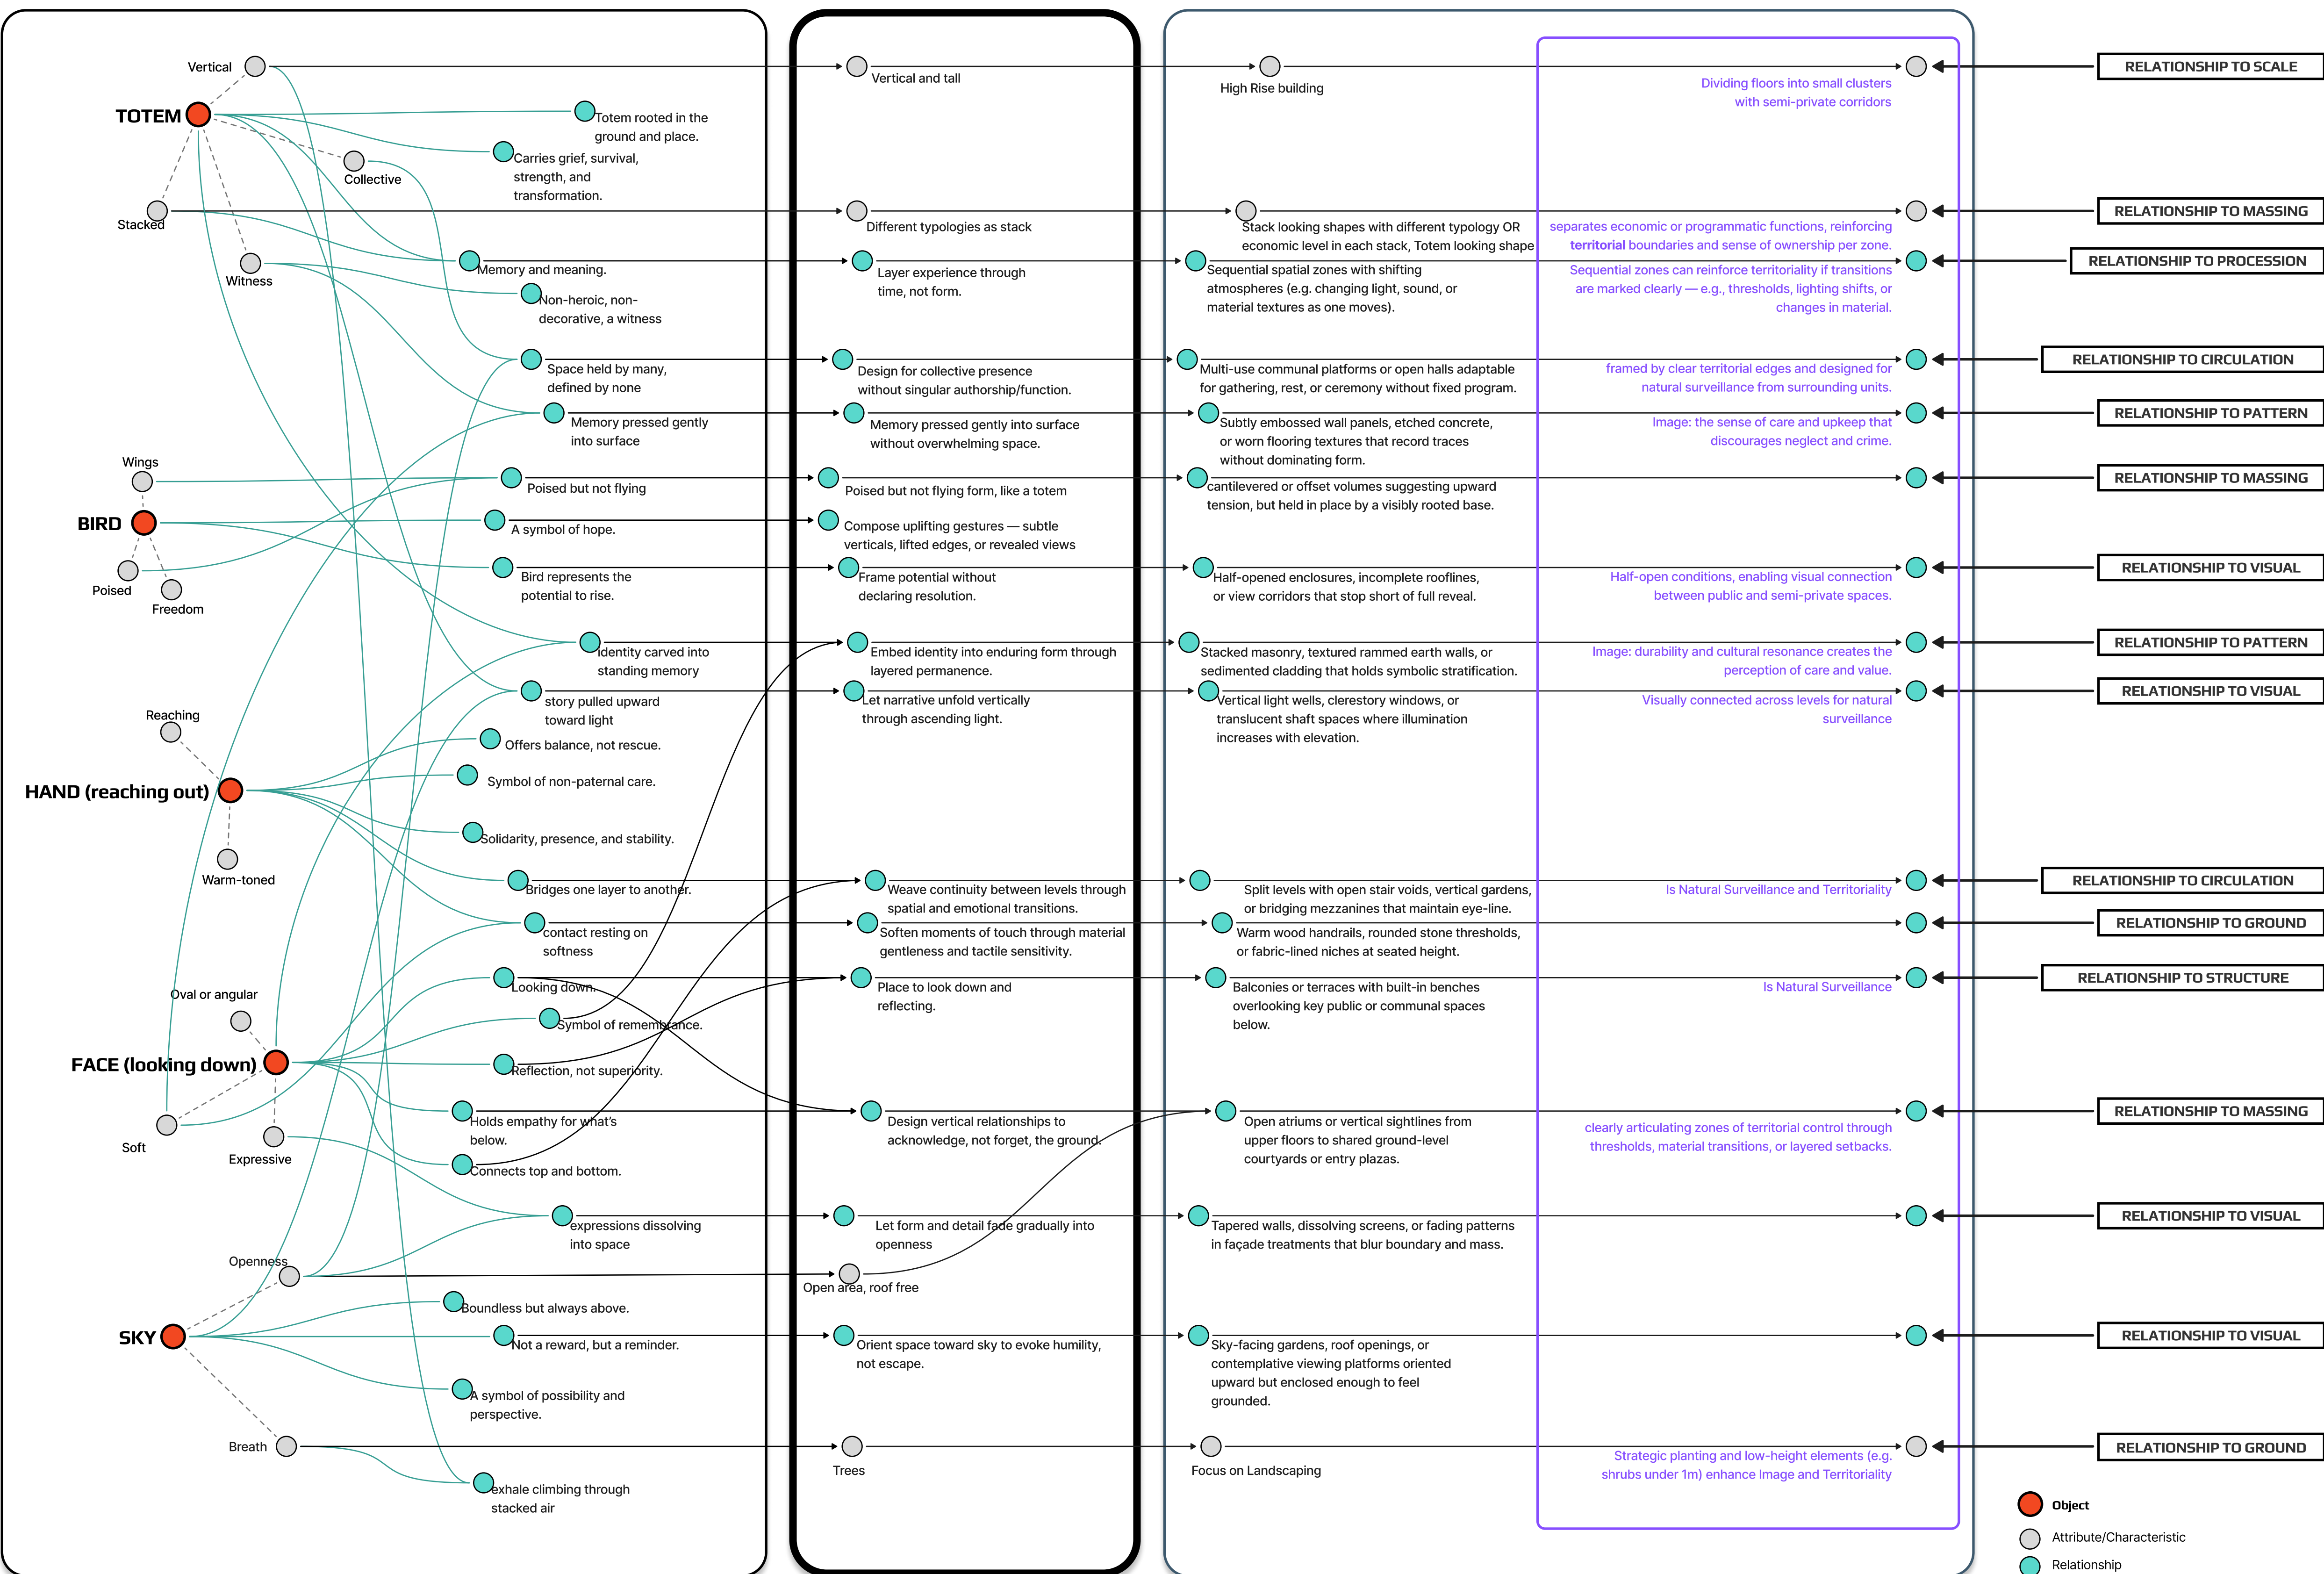 Vertical
TOTEM
Totem rooted in the
ground and place.
Carries grief, survival,
strength, and
transformation.
Collective
Stacked
Witness
Memory and meaning.
Non-heroic, non-
decorative, a witness
Space held by many,
defined by none
Memory pressed gently
into surface
Wings
BIRD
Poised
Freedom
Poised but not flying
A symbol of hope.
Bird represents the
potential to rise.
Identity carved into
standing memory
story pulled upward
toward light
Reaching
HAND (reaching out)
Warm-toned
Offers balance, not rescue.
Symbol of non-paternal care.
Solidarity, presence, and stability.
Bridges one layer to another.
contact resting on
softness
Oval or angular
FACE (looking down)
Soft
Expressive
Looking down.
Symbol of remembrance.
Reflection, not superiority.
Holds empathy for what's
below.
Connects top and bottom.
expressions dissolving
into space
Openness
SKY
Breath
Boundless but always above.
Not a reward, but a reminder.
A symbol of possibility and
perspective.
exhale climbing through
stacked air
Vertical and tall
Different typologies as stack
Layer experience through
time, not form.
Design for collective presence
without singular authorship/function.
Memory pressed gently into surface
without overwhelming space.
Poised but not flying form, like a totem
Compose uplifting gestures — subtle
verticals, lifted edges, or revealed views
Frame potential without
declaring resolution.
Embed identity into enduring form through
layered permanence.
Let narrative unfold vertically
through ascending light.
Weave continuity between levels through
spatial and emotional transitions.
Soften moments of touch through material
gentleness and tactile sensitivity.
Place to look down and
reflecting.
Design vertical relationships to
acknowledge, not forget, the ground.
Let form and detail fade gradually into
openness
Open area, roof free
Orient space toward sky to evoke humility,
not escape.
Trees
High Rise building
Stack looking shapes with different typology OR
economic level in each stack, Totem looking shape
Sequential spatial zones with shifting
atmospheres (e.g. changing light, sound, or
material textures as one moves).
Multi-use communal platforms or open halls adaptable
for gathering, rest, or ceremony without fixed program.
Subtly embossed wall panels, etched concrete,
or worn flooring textures that record traces
without dominating form.
cantilevered or offset volumes suggesting upward
tension, but held in place by a visibly rooted base.
Half-opened enclosures, incomplete rooflines,
or view corridors that stop short of full reveal.
Stacked masonry, textured rammed earth walls, or
sedimented cladding that holds symbolic stratification.
Vertical light wells, clerestory windows, or
translucent shaft spaces where illumination
increases with elevation.
Split levels with open stair voids, vertical gardens,
or bridging mezzanines that maintain eye-line.
Warm wood handrails, rounded stone thresholds,
or fabric-lined niches at seated height.
Balconies or terraces with built-in benches
overlooking key public or communal spaces
below.
Open atriums or vertical sightlines from
upper floors to shared ground-level
courtyards or entry plazas.
Tapered walls, dissolving screens, or fading patterns
in façade treatments that blur boundary and mass.
Sky-facing gardens, roof openings, or
contemplative viewing platforms oriented
upward but enclosed enough to feel
grounded.
Focus on Landscaping
Dividing floors into small clusters
with semi-private corridors
separates economic or programmatic functions, reinforcing
territorial boundaries and sense of ownership per zone.
Sequential zones can reinforce territoriality if transitions
are marked clearly — e.g., thresholds, lighting shifts, or
changes in material.
framed by clear territorial edges and designed for
natural surveillance from surrounding units.
Image: the sense of care and upkeep that
discourages neglect and crime.
Half-open conditions, enabling visual connection
between public and semi-private spaces.
Image: durability and cultural resonance creates the
perception of care and value.
Visually connected across levels for natural
surveillance
Is Natural Surveillance and Territoriality
Is Natural Surveillance
clearly articulating zones of territorial control through
thresholds, material transitions, or layered setbacks.
Strategic planting and low-height elements (e.g.
shrubs under 1m) enhance Image and Territoriality
RELATIONSHIP TO SCALE
RELATIONSHIP TO MASSING
RELATIONSHIP TO PROCESSION
RELATIONSHIP TO CIRCULATION
RELATIONSHIP TO PATTERN
RELATIONSHIP TO MASSING
RELATIONSHIP TO VISUAL
RELATIONSHIP TO PATTERN
RELATIONSHIP TO VISUAL
RELATIONSHIP TO CIRCULATION
RELATIONSHIP TO GROUND
RELATIONSHIP TO STRUCTURE
RELATIONSHIP TO MASSING
RELATIONSHIP TO VISUAL
RELATIONSHIP TO VISUAL
RELATIONSHIP TO GROUND
Object
Attribute/Characteristic
Relationship